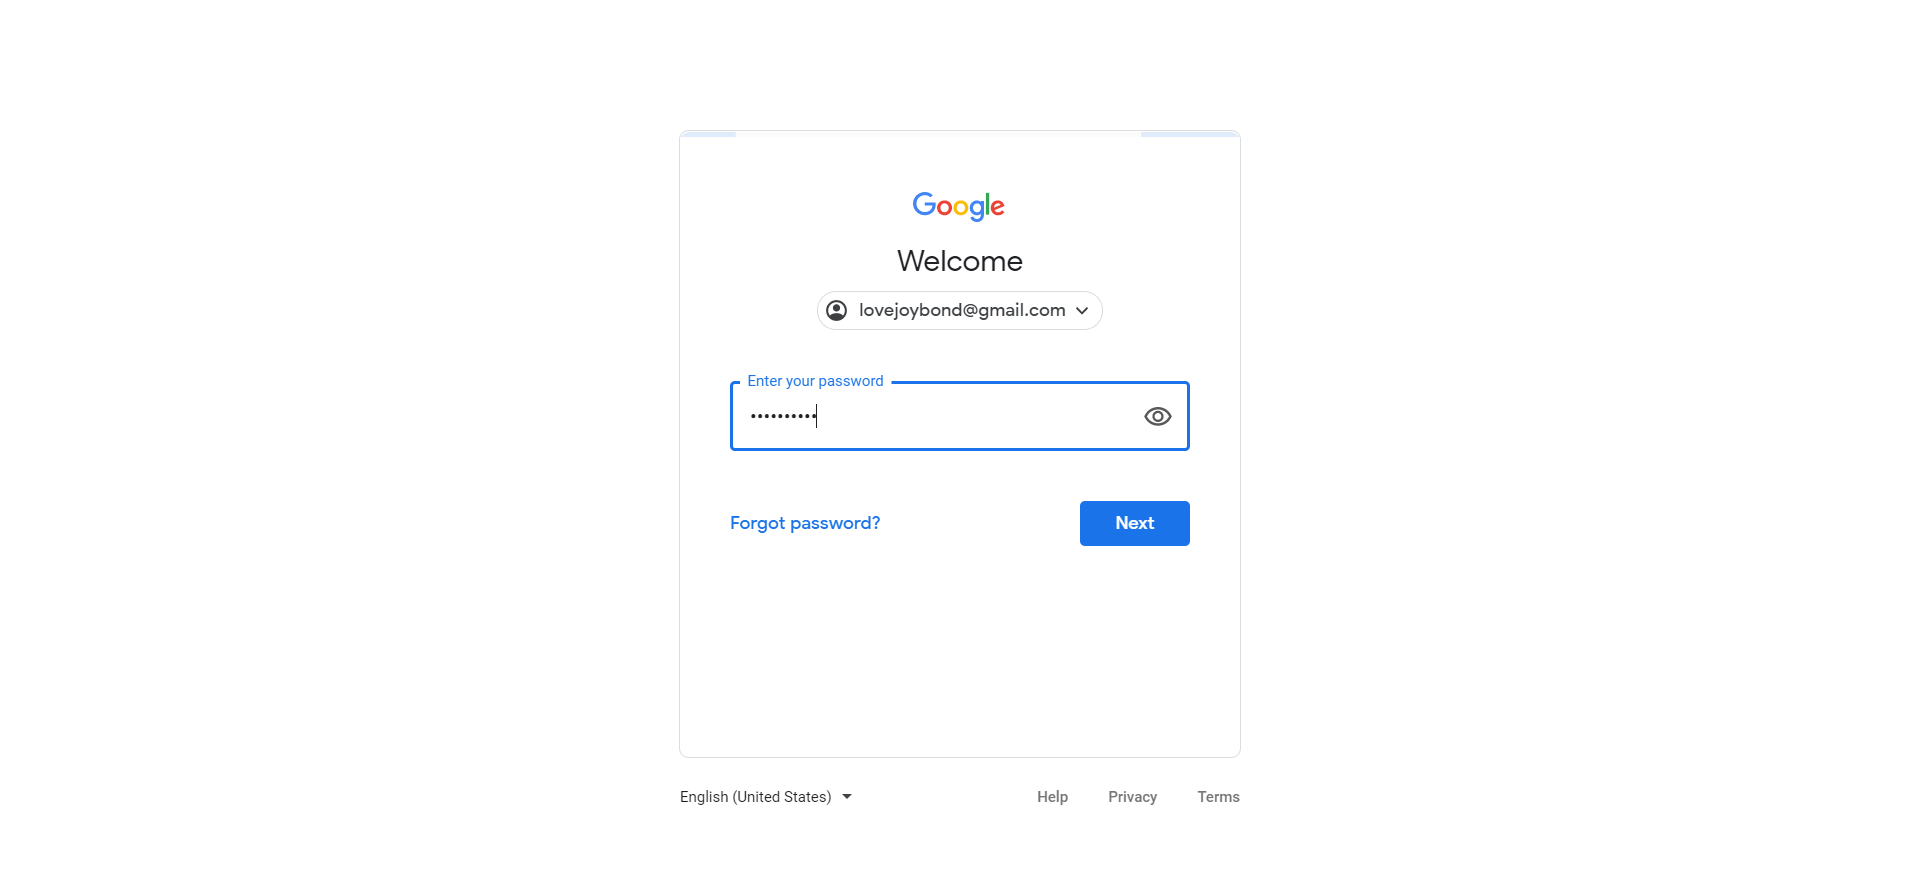 Google
Welcome
lovejoybond@gmail.com
Enter your password
••••••••••
Forgot password?
Next
English (United States)
Help Privacy Terms